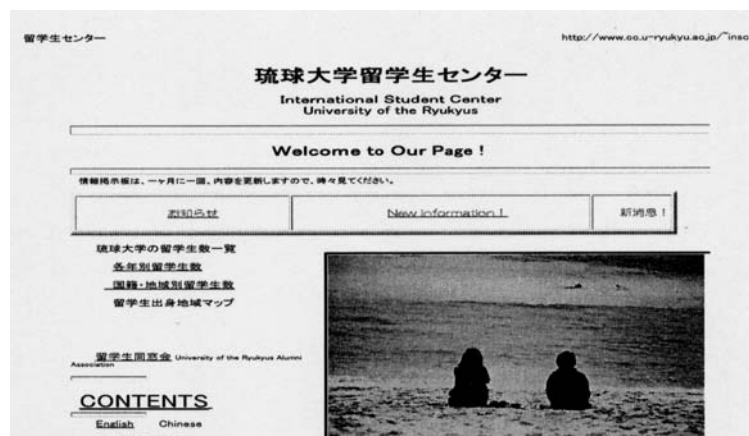 留学生センター
http://www.cc.u-ryukyu.ac.jp/~insc
琉球大学留学生センター
International Student Center
University of the Ryukyus
Welcome to Our Page !
情報掲示板は、一ヶ月に一回、内容を更新しますので、時々見てください。
お知らせ New Information ! 新消息！
琉球大学の留学生数一覧
各年別留学生数
国籍・地域別留学生数
留学生出身地域マップ
留学生同窓会 University of the Ryukyus Alumni
Association
CONTENTS
English Chinese